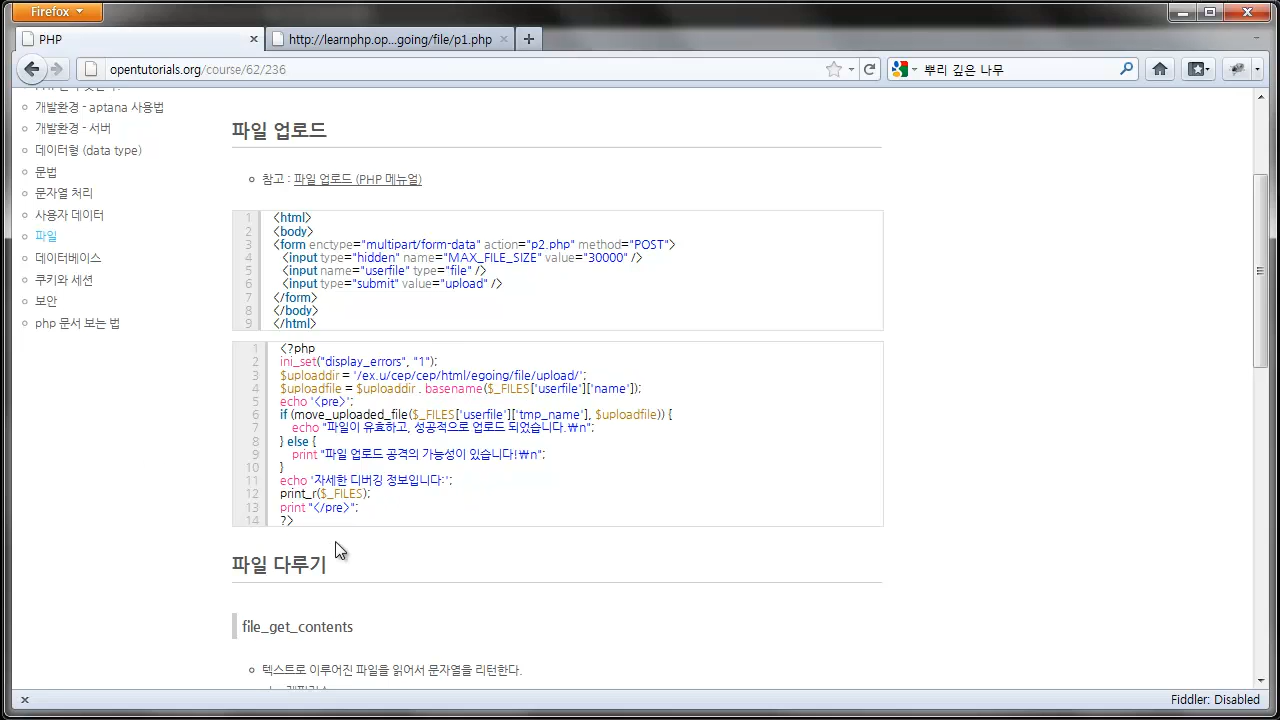 Firefox
PHP
http://learnphp.op...going/file/p1.php
opentutorials.org/course/62/236
뿌리 깊은 나무
개발환경 - aptana 사용법
개발환경 - 서버
데이터형 (data type)
문법
문자열 처리
사용자 데이터
파일
데이터베이스
쿠키와 세션
보안
php 문서 보는 법
파일 업로드
참고 : 파일 업로드 (PHP 메뉴얼)
1 <html>
2 <body>
3 <form enctype="multipart/form-data" action="p2.php" method="POST">
4 <input type="hidden" name="MAX_FILE_SIZE" value="30000" />
5 <input name="userfile" type="file" />
6 <input type="submit" value="upload" />
7 </form>
8 </body>
9 </html>
1 <?php
2 ini_set("display_errors", "1");
3 $uploaddir = '/ex.u/cep/cep/html/egoing/file/upload/';
4 $uploadfile = $uploaddir . basename($_FILES['userfile']['name']);
5 echo '<pre>';
6 if (move_uploaded_file($_FILES['userfile']['tmp_name'], $uploadfile)) {
7 echo "파일이 유효하고, 성공적으로 업로드 되었습니다.₩n";
8 } else {
9 print "파일 업로드 공격의 가능성이 있습니다!₩n";
10 }
11 echo '자세한 디버깅 정보입니다:';
12 print_r($_FILES);
13 print "</pre>";
14 ?>
파일 다루기
file_get_contents
텍스트로 이루어진 파일을 읽어서 문자열을 리턴한다.
Fiddler: Disabled